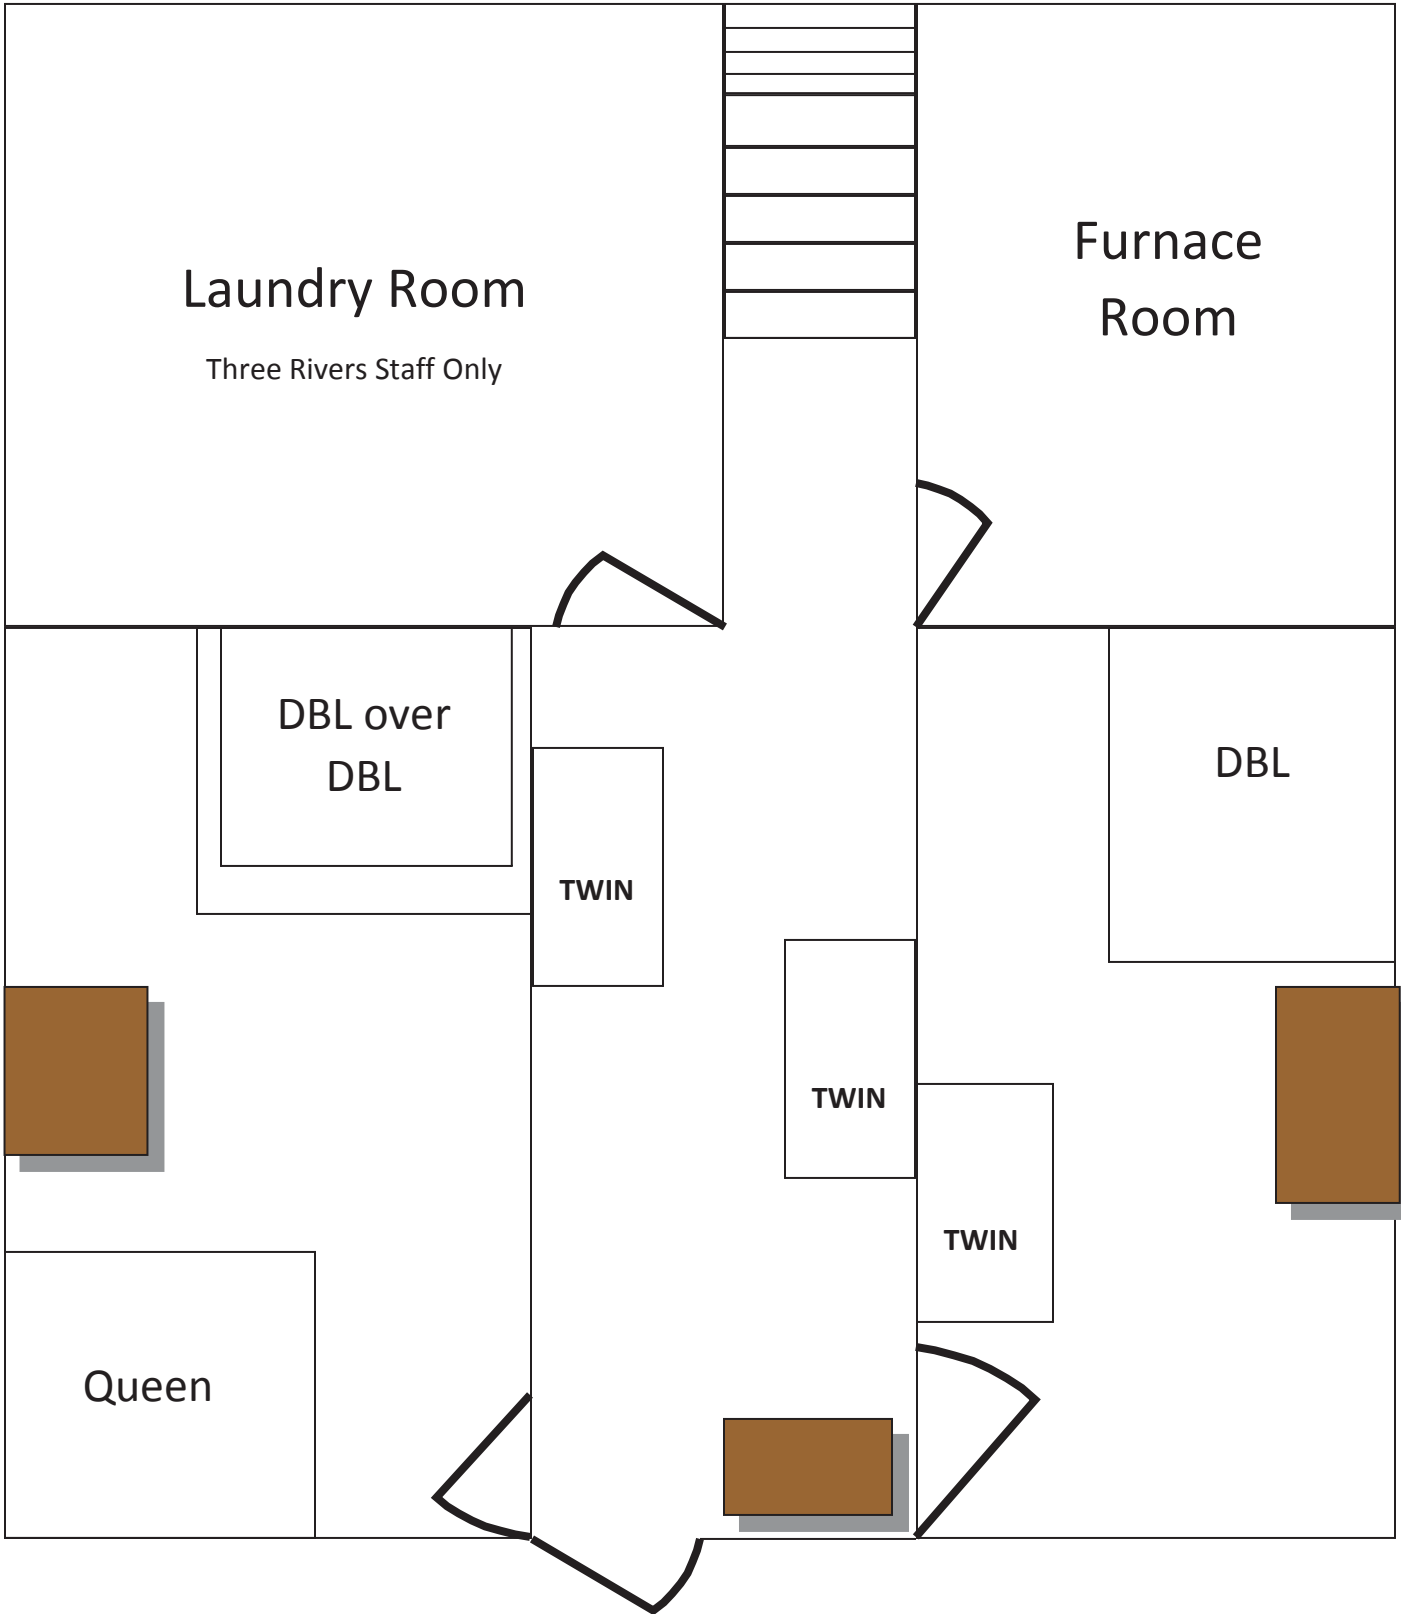 Furnace
Room
Laundry Room
Three Rivers Staff Only
DBL over
DBL
DBL
TWIN
TWIN
TWIN
Queen